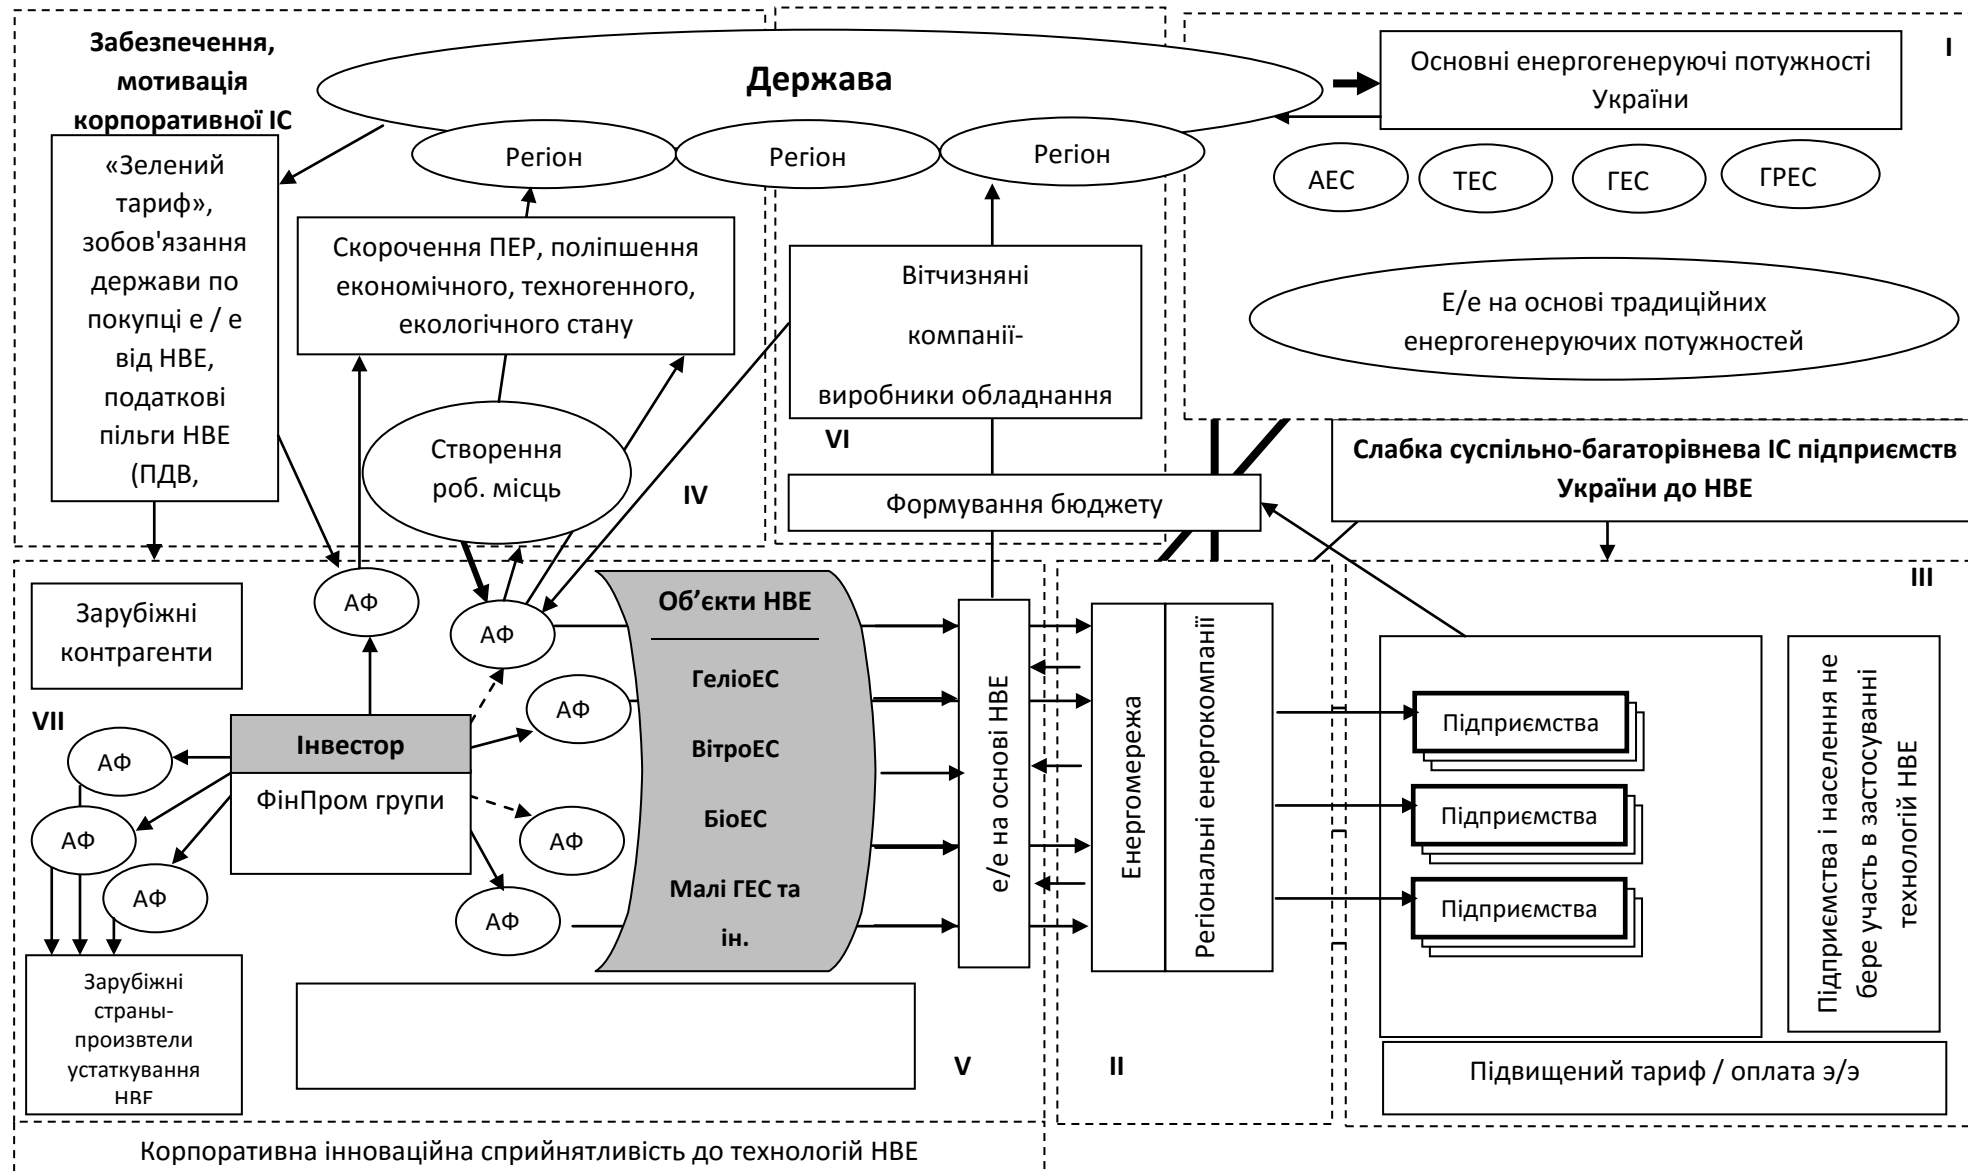 Забезпечення,
мотивація
корпоративної ІС
Держава
І
Основні енергогенеруючі потужності
України
Регіон
Регіон
Регіон
АЕС
ТЕС
ГЕС
ГРЕС
«Зелений
тариф»,
зобов'язання
держави по
покупці е / е
від НВЕ,
податкові
пільги НВЕ
(ПДВ,
Скорочення ПЕР, поліпшення
економічного, техногенного,
екологічного стану
Вітчизняні
компанії-
виробники обладнання
Е/е на основі традиційних
енергогенеруючих потужностей
VI
Створення
роб. місць
IV
Формування бюджету
Слабка суспільно-багаторівнева ІС підприємств
України до НВЕ
III
Зарубіжні
контрагенти
АФ
АФ
Об’єкти НВЕ
ГеліоЕС
ВітроЕС
БіоЕС
Малі ГЕС та
ін.
VII
АФ
АФ
АФ
Інвестор
ФінПром групи
АФ
АФ
АФ
е/е на основі НВЕ
Енергомережа
Регіональні енергокомпанії
Підприємства
Підприємства
Підприємства
Підприємства і населення не
бере участь в застосуванні
технологій НВЕ
Зарубіжні
страны-
произвтели
устаткування
НВЕ
V
II
Підвищений тариф / оплата э/э
Корпоративна інноваційна сприйнятливість до технологій НВЕ